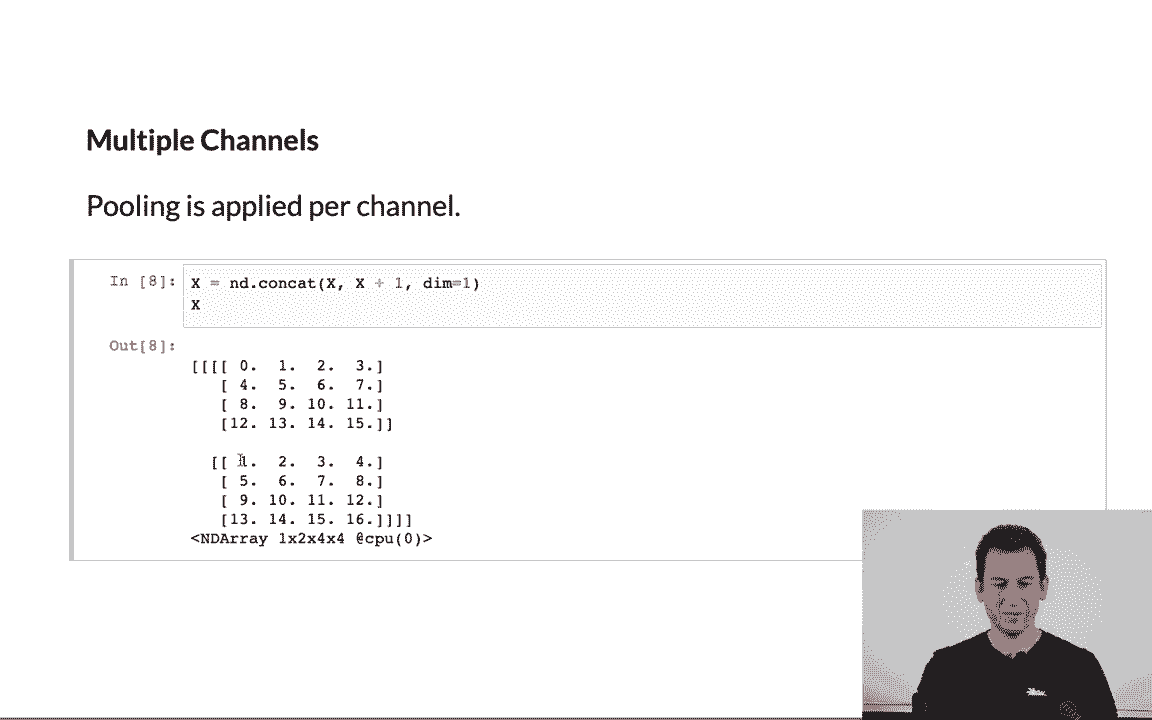 Multiple Channels
Pooling is applied per channel.
In [8]: X = nd.concat(X, X + 1, dim=1)
X
Out[8]:
[[[[ 0. 1. 2. 3.]
[ 4. 5. 6. 7.]
[ 8. 9. 10. 11.]
[12. 13. 14. 15.]]
[[ 1. 2. 3. 4.]
[ 5. 6. 7. 8.]
[ 9. 10. 11. 12.]
[13. 14. 15. 16.]]]]
<NDArray 1x2x4x4 @cpu(0)>